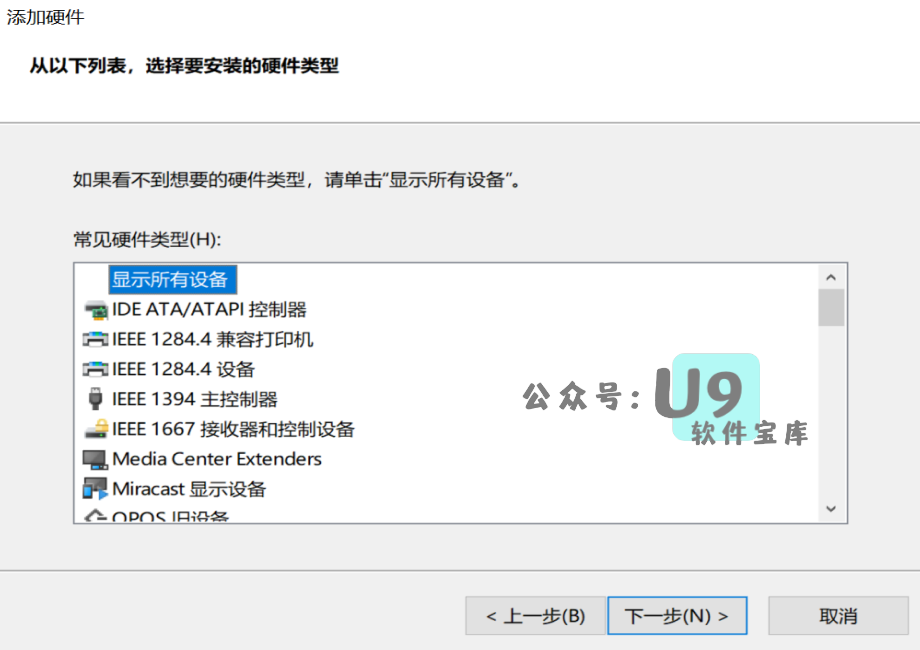 添加硬件
从以下列表，选择要安装的硬件类型
如果看不到想要的硬件类型，请单击“显示所有设备”。
常见硬件类型(H):
显示所有设备
IDE ATA/ATAPI 控制器
IEEE 1284.4 兼容打印机
IEEE 1284.4 设备
IEEE 1394 主控制器
IEEE 1667 接收器和控制设备
Media Center Extenders
Miracast 显示设备
OPOS 旧设备
公众号：U9
软件宝库
< 上一步(B)
下一步(N) >
取消